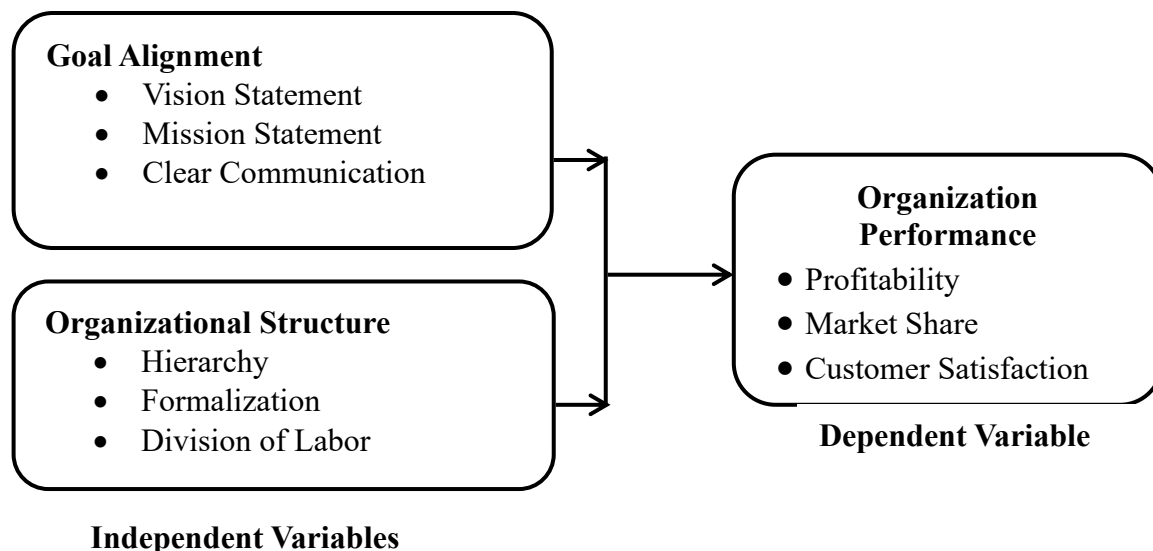 Goal Alignment
• Vision Statement
• Mission Statement
• Clear Communication
Organizational Structure
• Hierarchy
• Formalization
• Division of Labor
Independent Variables
Organization
Performance
• Profitability
• Market Share
• Customer Satisfaction
Dependent Variable